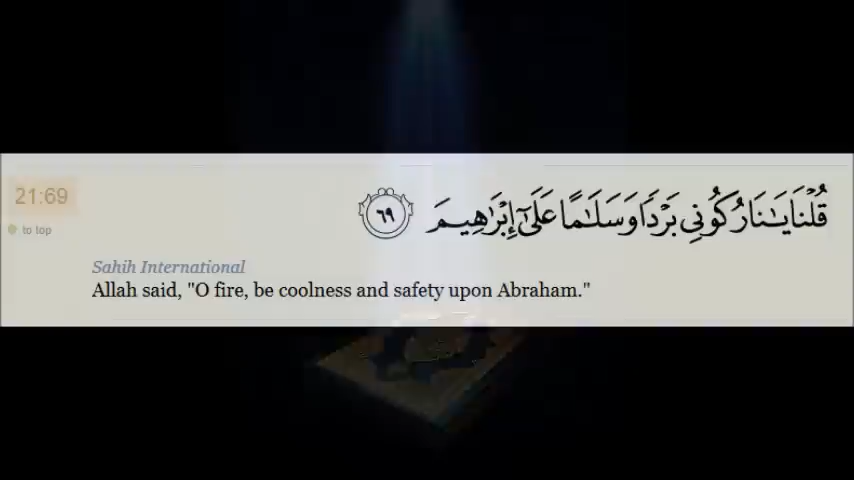 21:69
قُلْنَا يَـٰنَارُ كُونِى بَرْدًا وَسَلَـٰمًا عَلَىٰٓ إِبْرَٰهِيمَ ٦٩
to top
Sahih International
Allah said, "O fire, be coolness and safety upon Abraham."